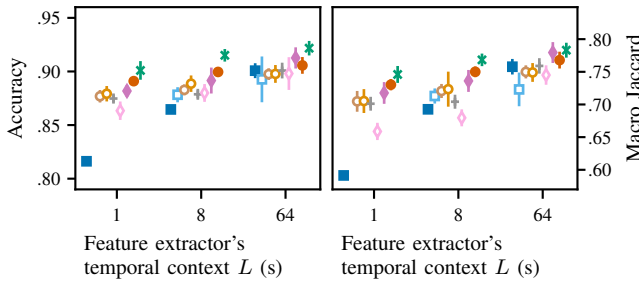 .95
.90
.85
.80
Accuracy
1 8 64
Feature extractor's
temporal context L (s)
.80
.75
.70
.60
Macro Jaccard
1 8 64
Feature extractor's
temporal context L (s)